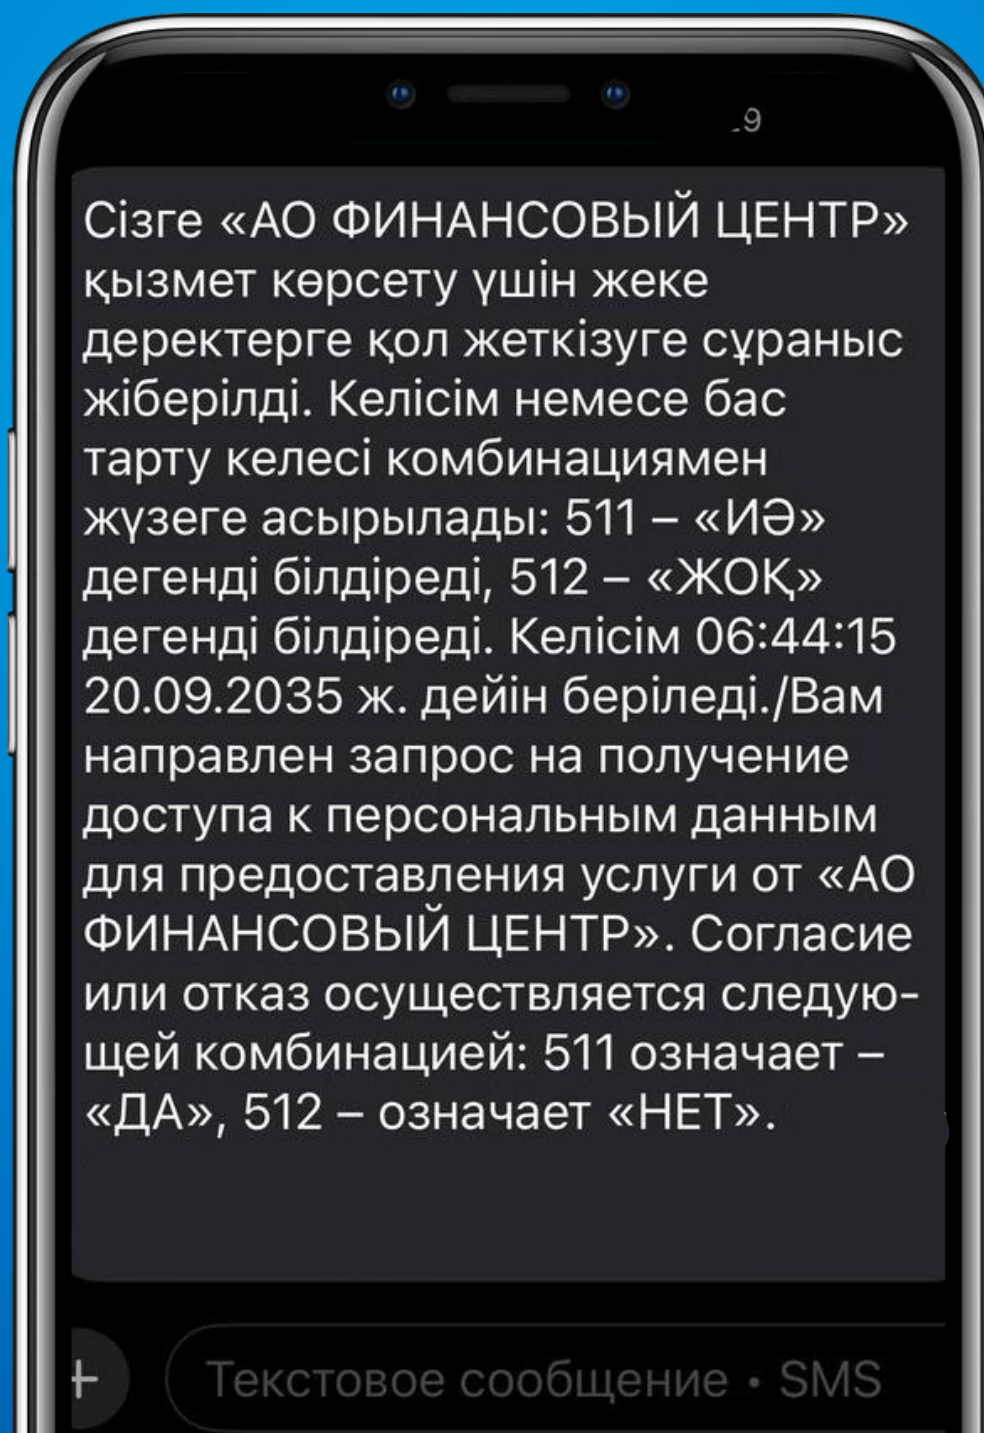 9
Сізге «АО ФИНАНСОВЫЙ ЦЕНТР»
қызмет көрсету үшін жеке
деректерге қол жеткізуге сұраныс
жіберілді. Келісім немесе бас
тарту келесі комбинациямен
жүзеге асырылады: 511 – «ИӘ»
дегенді білдіреді, 512 – «ЖОҚ»
дегенді білдіреді. Келісім 06:44:15
20.09.2035 ж. дейін беріледі./Вам
направлен запрос на получение
доступа к персональным данным
для предоставления услуги от «АО
ФИНАНСОВЫЙ ЦЕНТР». Согласие
или отказ осуществляется следую-
щей комбинацией: 511 означает –
«ДА», 512 – означает «НЕТ».
+ Текстовое сообщение • SMS